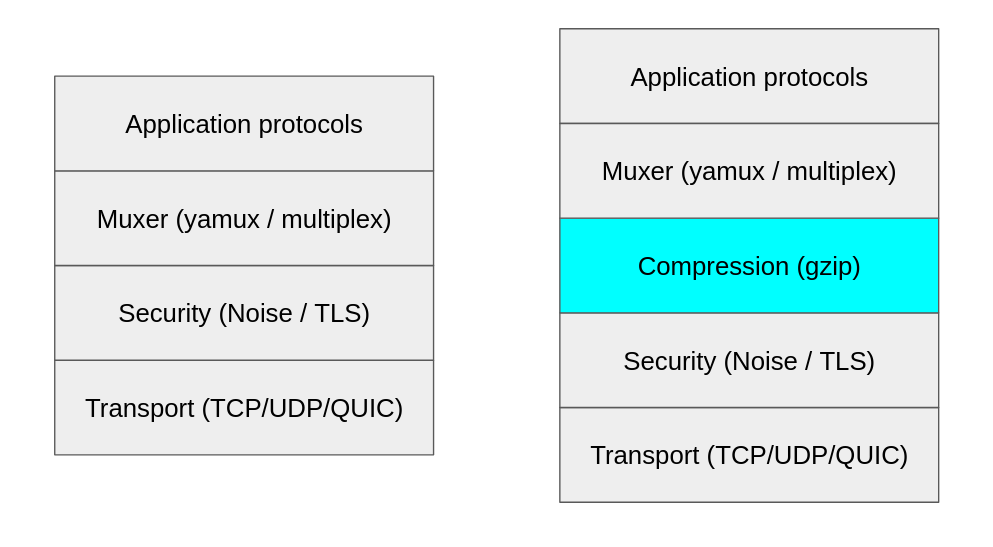 Application protocols
Muxer (yamux / multiplex)
Security (Noise / TLS)
Transport (TCP/UDP/QUIC)
Application protocols
Muxer (yamux / multiplex)
Compression (gzip)
Security (Noise / TLS)
Transport (TCP/UDP/QUIC)